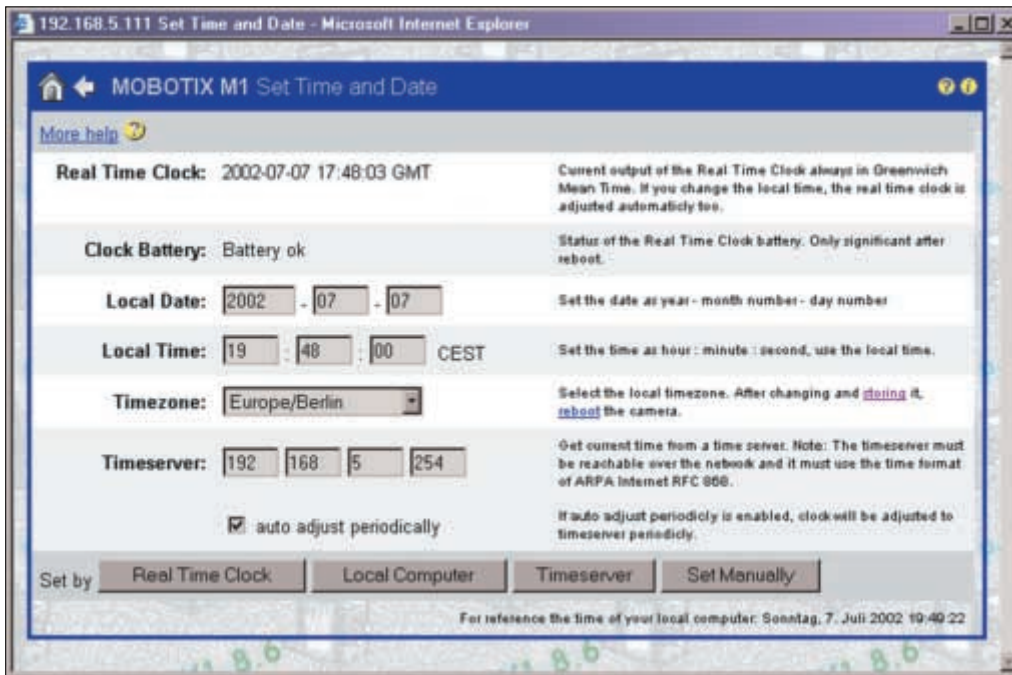 192.168.5.111 Set Time and Date - Microsoft Internet Explorer
MOBOTIX M1 Set Time and Date
More help
Real Time Clock: 2002-07-07 17:48:03 GMT
Current output of the Real Time Clock always in Greenwich
Mean Time. If you change the local time, the real time clock is
adjusted automaticly too.
Clock Battery: Battery ok
Status of the Real Time Clock battery. Only significant after
reboot.
Local Date: 2002 - 07 - 07
Set the date as year - month number - day number
Local Time: 19 : 48 : 00 CEST
Set the time as hour : minute : second, use the local time.
Timezone: Europe/Berlin
Select the local timezone. After changing and storing it,
reboot the camera.
Timeserver: 192 168 5 254
Get current time from a time server. Note: The timeserver must
be reachable over the network and it must use the time format
of ARPA Internet RFC 868.
auto adjust periodically
If auto adjust periodicly is enabled, clock will be adjusted to
timeserver periodicly.
Set by Real Time Clock Local Computer Timeserver Set Manually
For reference the time of your local computer: Sonntag, 7. Juli 2002 19:49:22
8.6
8.6